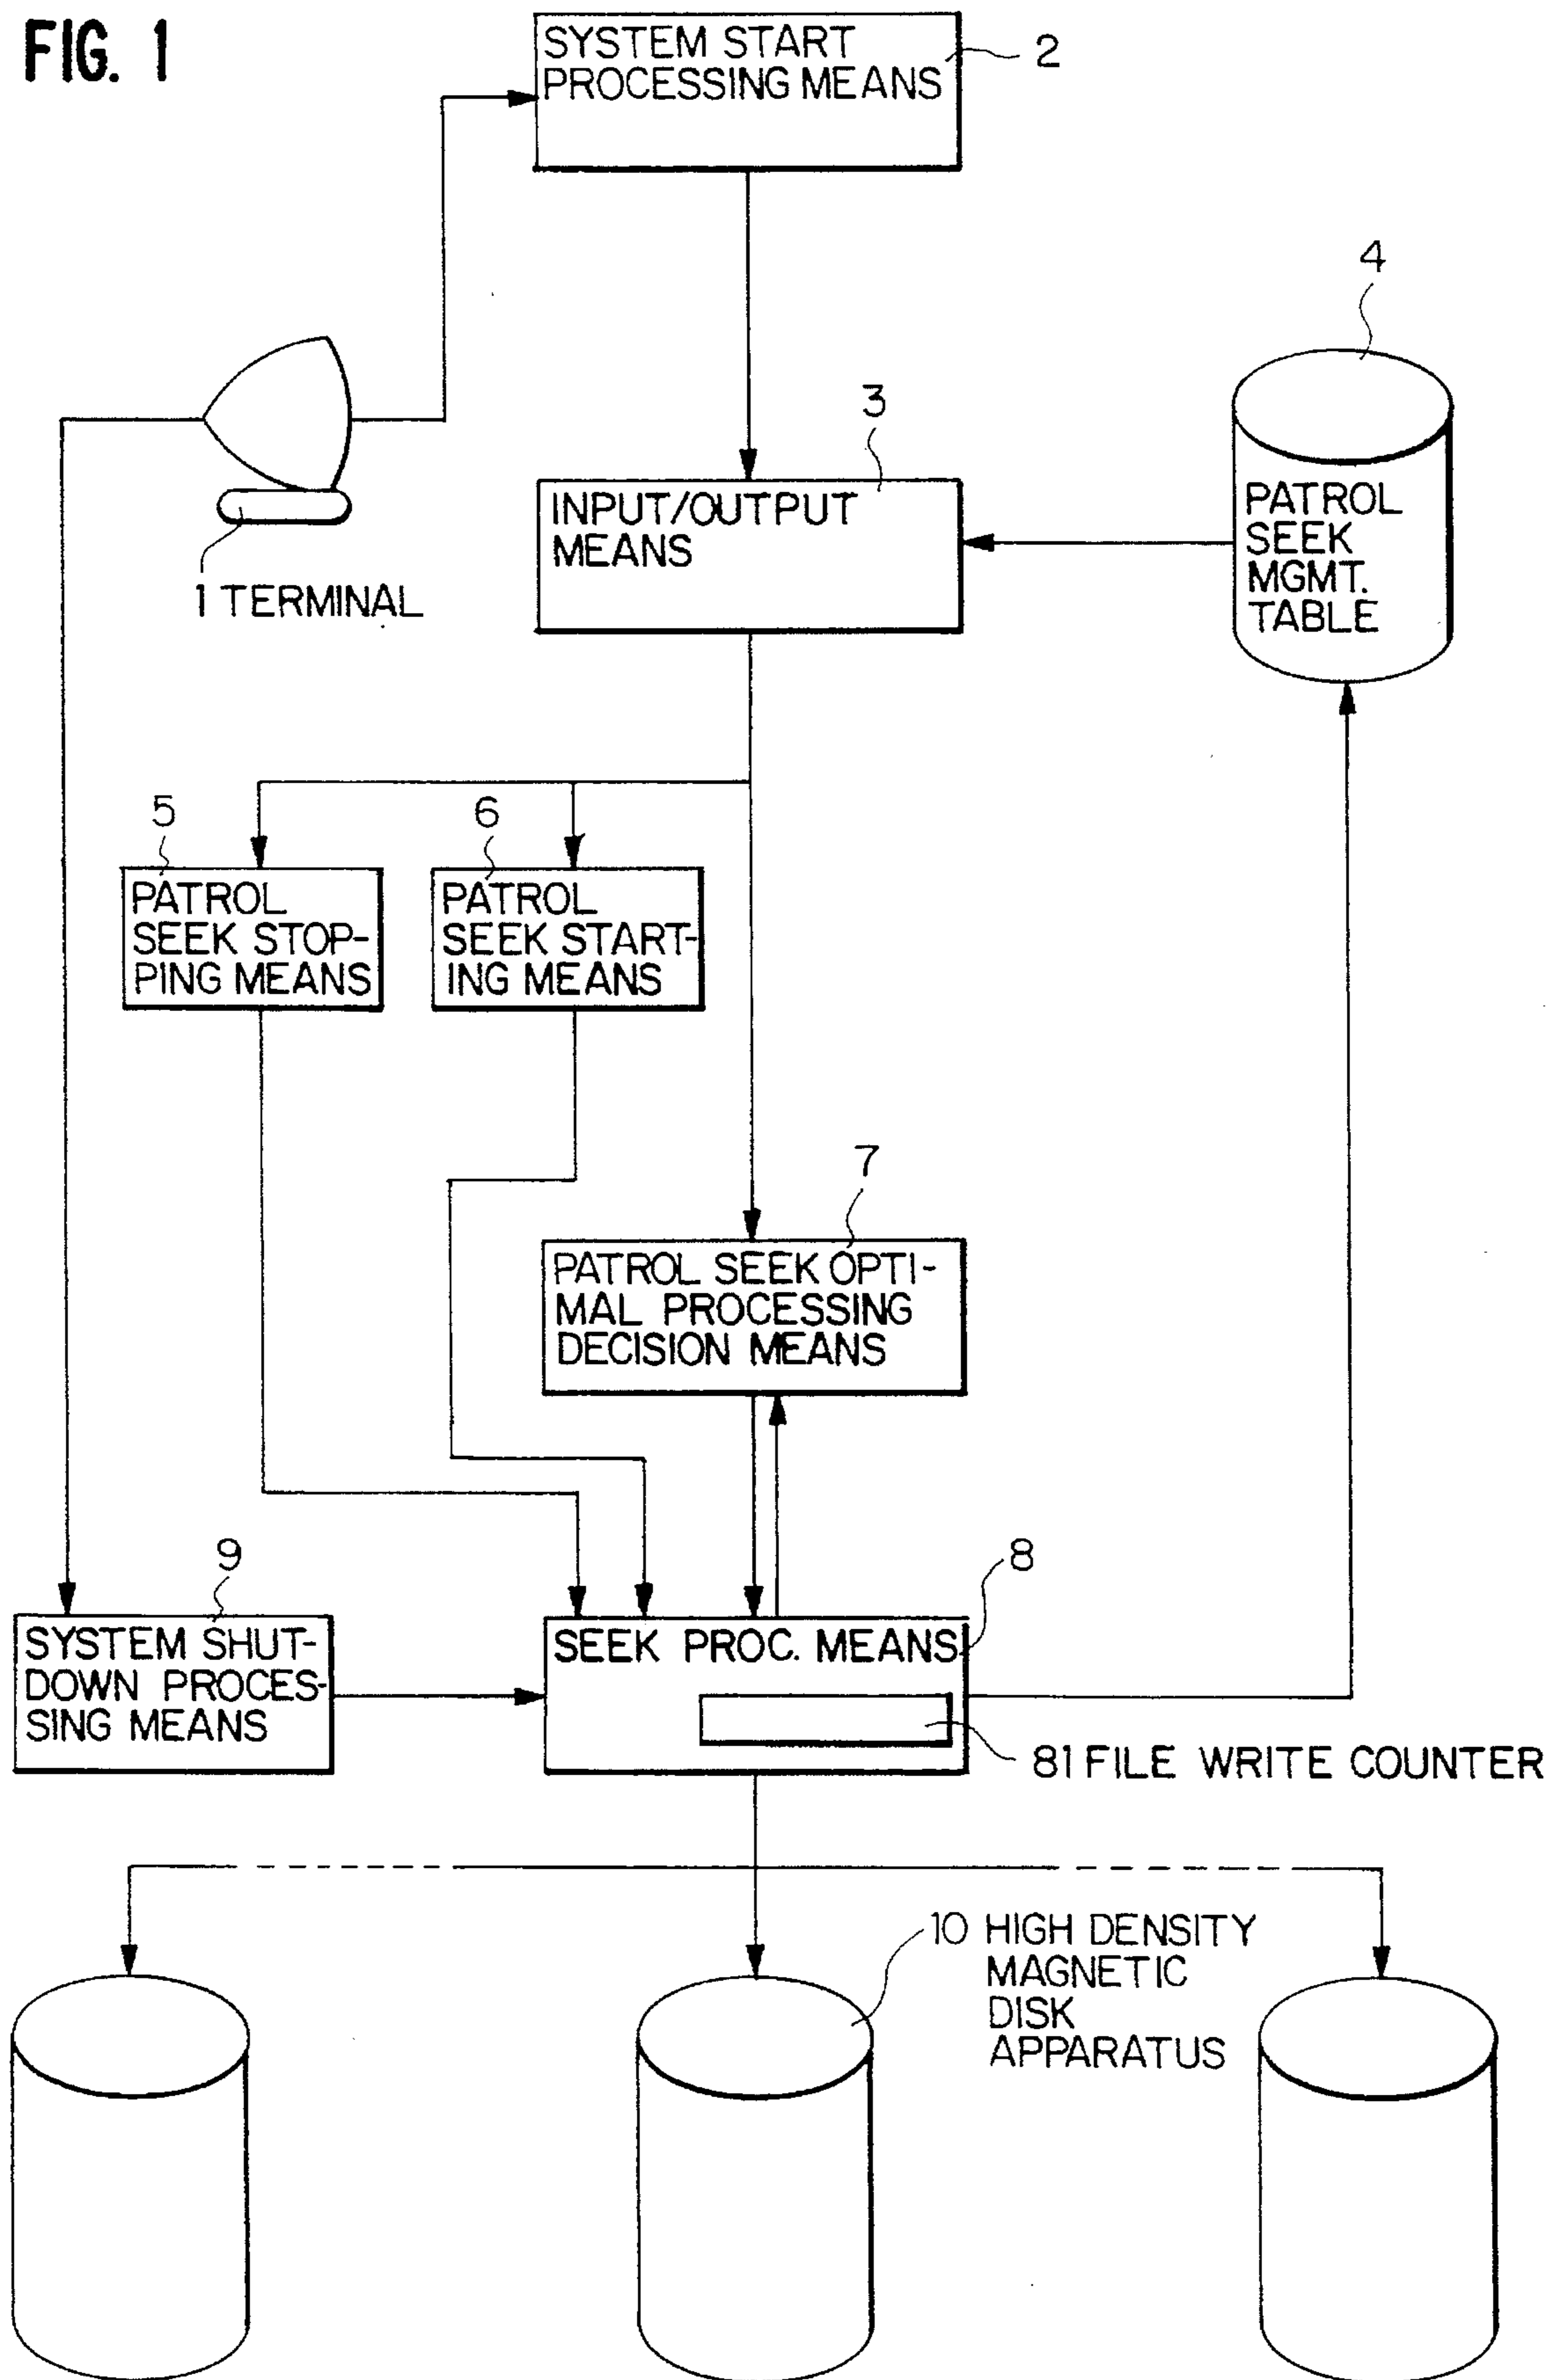 FIG. 1
SYSTEM START
PROCESSING MEANS
2
4
3
INPUT/OUTPUT
MEANS
PATROL
SEEK
MGMT.
TABLE
1 TERMINAL
5
6
PATROL
SEEK STOP-
PING MEANS
PATROL
SEEK START-
ING MEANS
7
PATROL SEEK OPTI-
MAL PROCESSING
DECISION MEANS
9
8
SYSTEM SHUT-
DOWN PROCES-
SING MEANS
SEEK PROC. MEANS
81 FILE WRITE COUNTER
10 HIGH DENSITY
MAGNETIC
DISK
APPARATUS